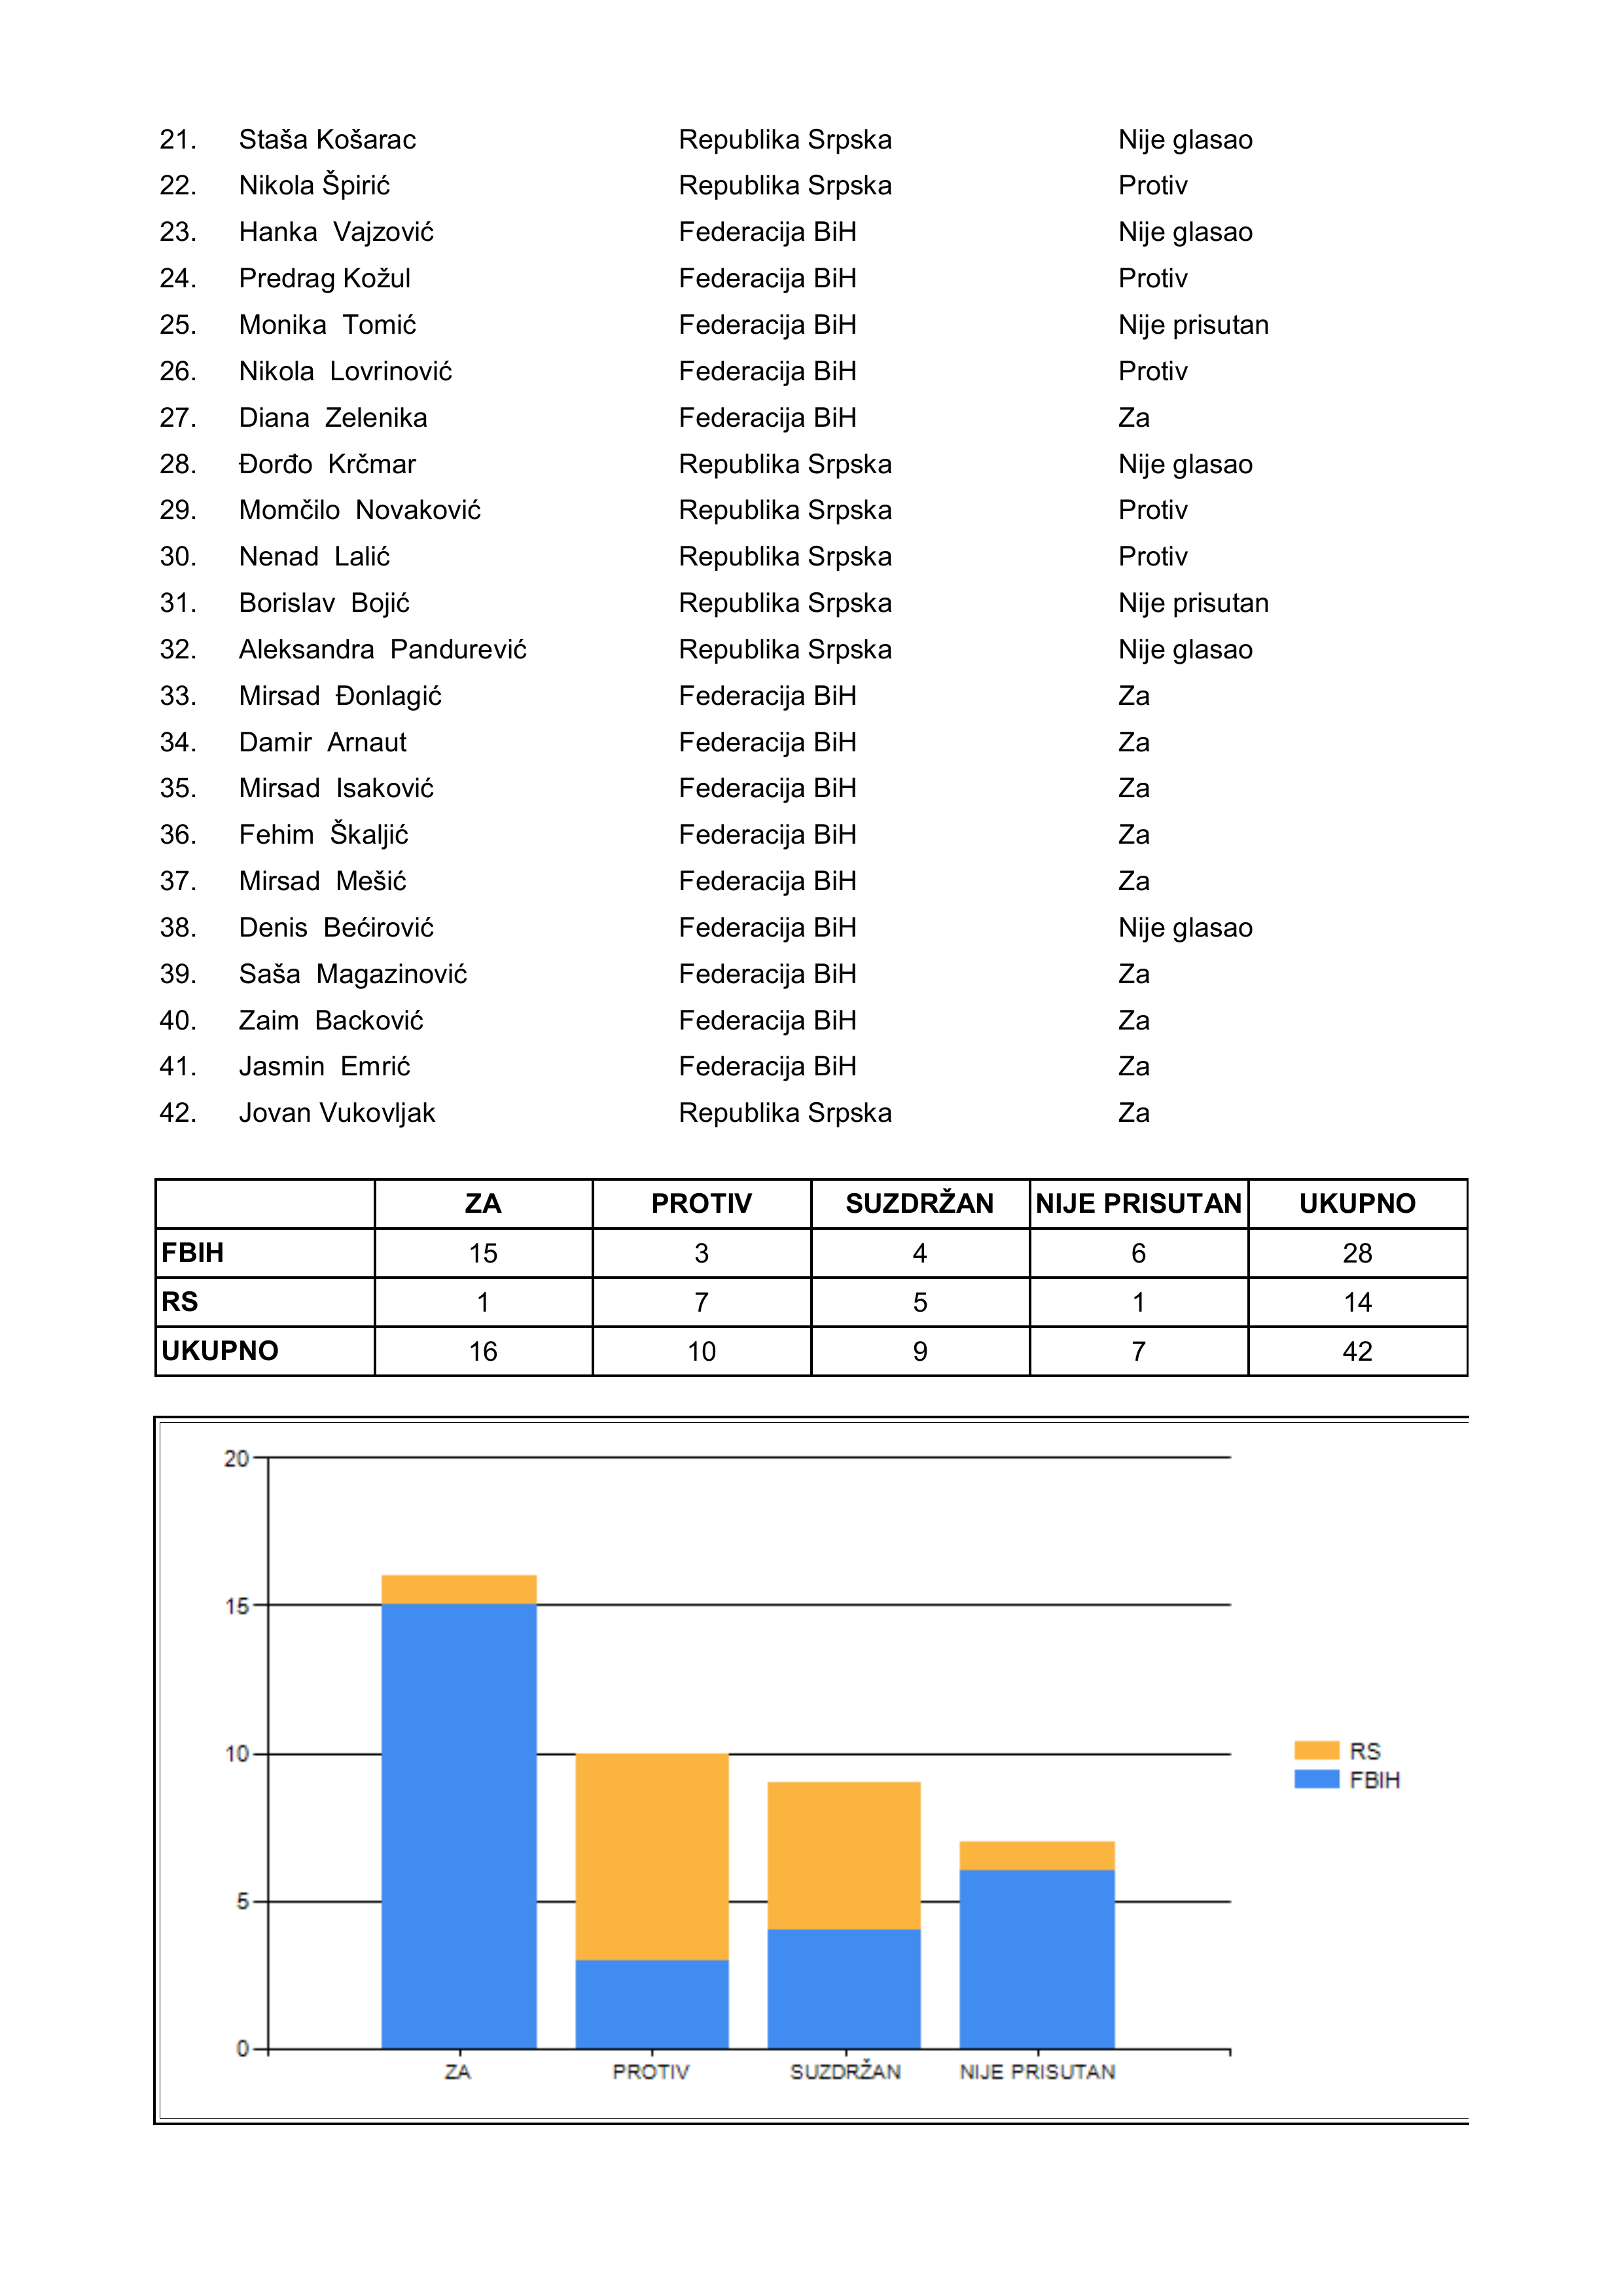 21. Staša Košarac Republika Srpska Nije glasao
22. Nikola Špirić Republika Srpska Protiv
23. Hanka Vajzović Federacija BiH Nije glasao
24. Predrag Kožul Federacija BiH Protiv
25. Monika Tomić Federacija BiH Nije prisutan
26. Nikola Lovrinović Federacija BiH Protiv
27. Diana Zelenika Federacija BiH Za
28. Đorđo Krčmar Republika Srpska Nije glasao
29. Momčilo Novaković Republika Srpska Protiv
30. Nenad Lalić Republika Srpska Protiv
31. Borislav Bojić Republika Srpska Nije prisutan
32. Aleksandra Pandurević Republika Srpska Nije glasao
33. Mirsad Đonlagić Federacija BiH Za
34. Damir Arnaut Federacija BiH Za
35. Mirsad Isaković Federacija BiH Za
36. Fehim Škaljić Federacija BiH Za
37. Mirsad Mešić Federacija BiH Za
38. Denis Bećirović Federacija BiH Nije glasao
39. Saša Magazinović Federacija BiH Za
40. Zaim Backović Federacija BiH Za
41. Jasmin Emrić Federacija BiH Za
42. Jovan Vukovljak Republika Srpska Za
ZA PROTIV SUZDRŽAN NIJE PRISUTAN UKUPNO
FBIH 15 3 4 6 28
RS 1 7 5 1 14
UKUPNO 16 10 9 7 42
20
15
10
5
0
ZA PROTIV SUZDRŽAN NIJE PRISUTAN
RS
FBIH